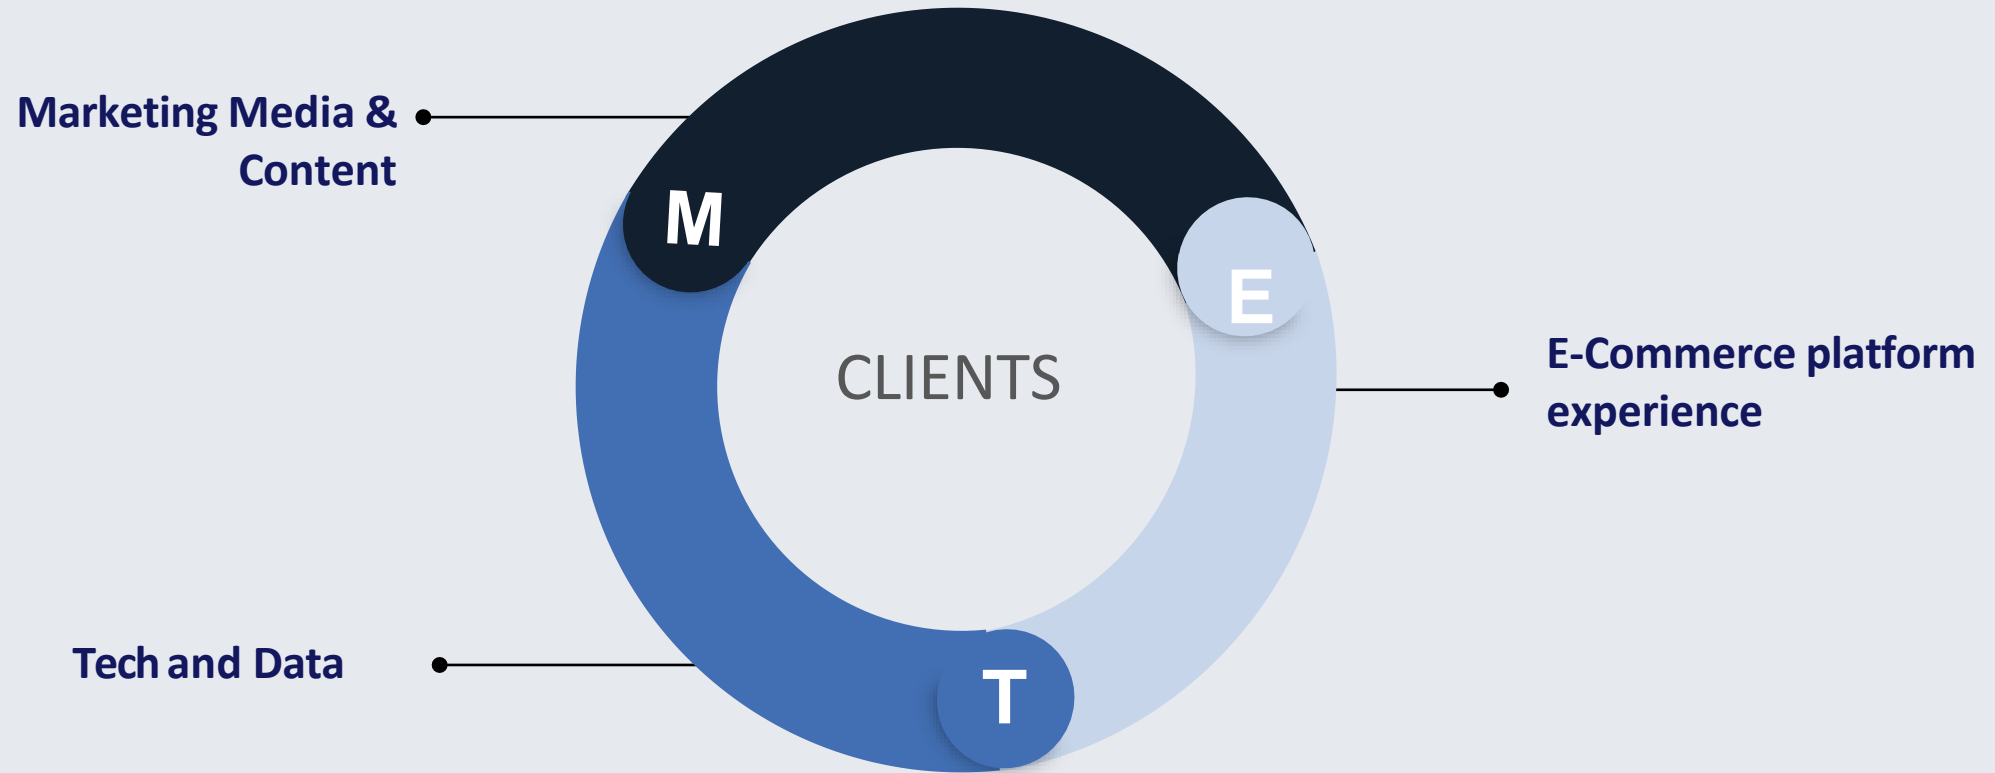 Marketing Media &
Content
M
E
CLIENTS
E-Commerce platform
experience
Tech and Data
T